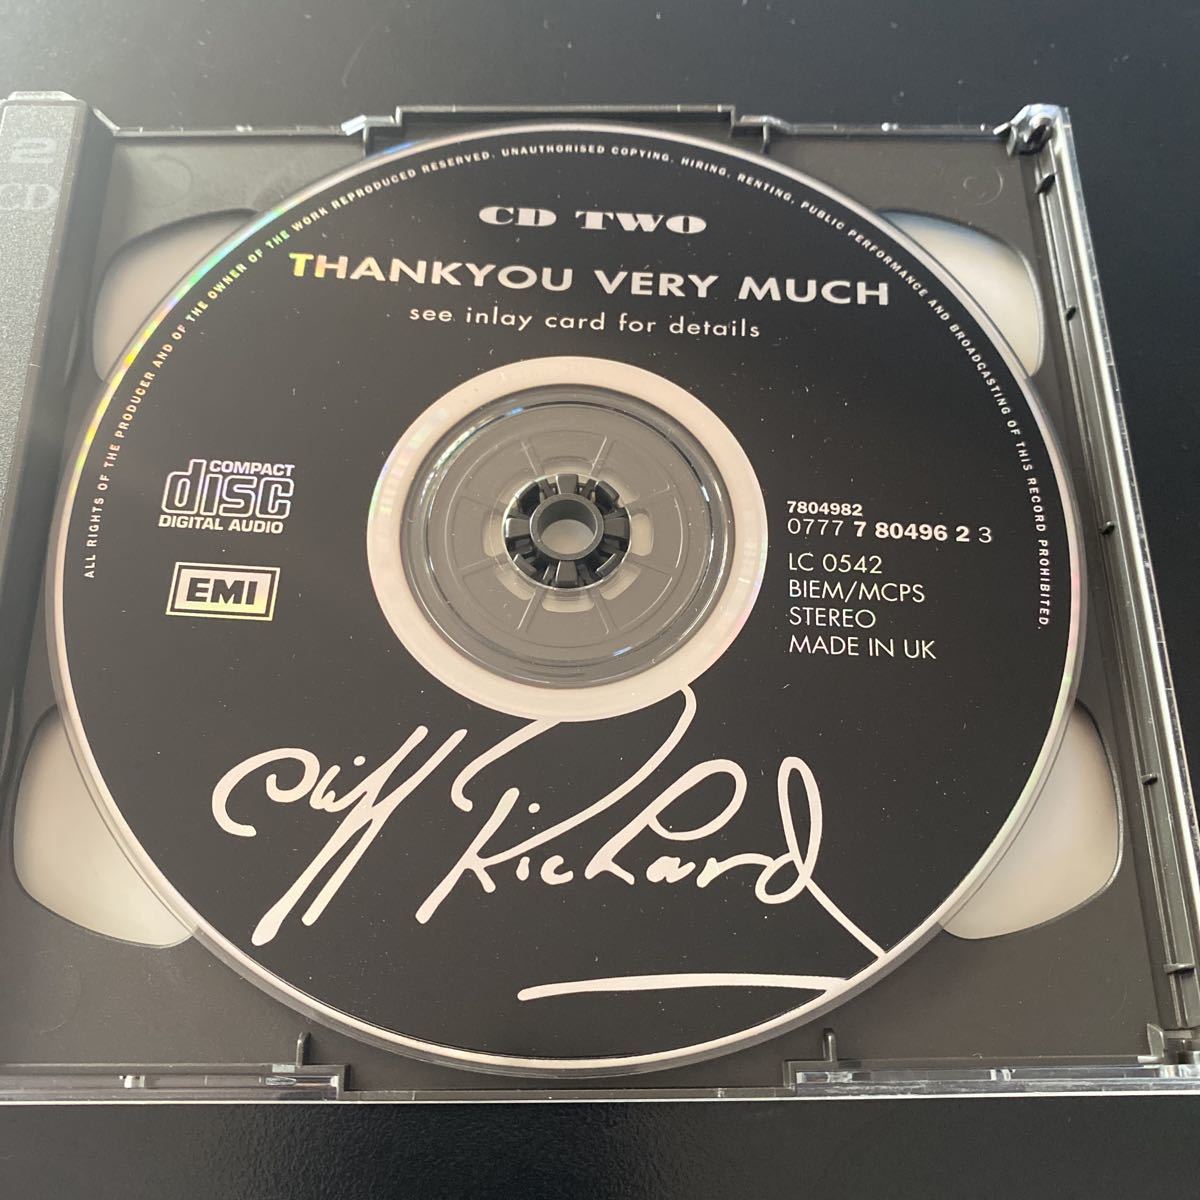 2
CD
ALL RIGHTS OF THE PRODUCER AND OF THE OWNER OF THE WORK REPRODUCED RESERVED. UNAUTHORISED COPYING, HIRING, RENTING, PUBLIC PERFORMANCE AND BROADCASTING OF THIS RECORD PROHIBITED.
CD TWO
THANKYOU VERY MUCH
see inlay card for details
COMPACT
disc
DIGITAL AUDIO
EMI
7804982
0777 7 80496 2 3
LC 0542
BIEM/MCPS
STEREO
MADE IN UK
Cliff Richard